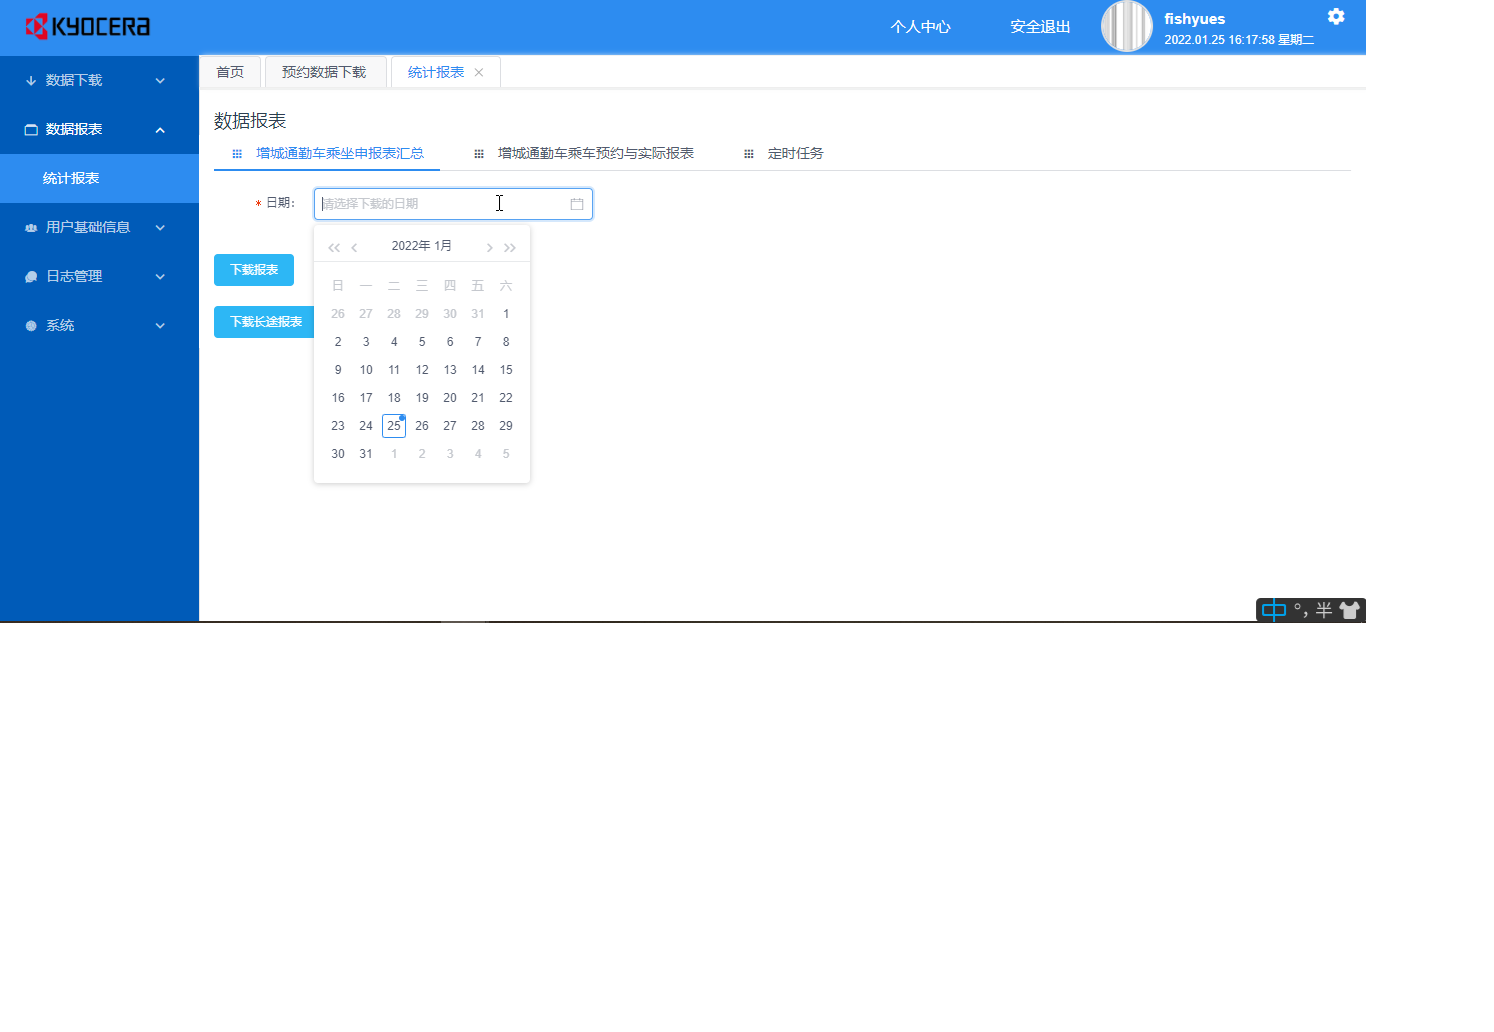 KYOCERA
个人中心
安全退出
fishyues
2022.01.25 16:17:58 星期二
数据下载
数据报表
统计报表
用户基础信息
日志管理
系统
首页
预约数据下载
统计报表
数据报表
增城通勤车乘坐申报表汇总
增城通勤车乘车预约与实际报表
定时任务
* 日期:
请选择下载的日期
下载报表
下载长途报表
2022年 1月
日 一 二 三 四 五 六
26 27 28 29 30 31 1
2 3 4 5 6 7 8
9 10 11 12 13 14 15
16 17 18 19 20 21 22
23 24 25 26 27 28 29
30 31 1 2 3 4 5
中 °, 半